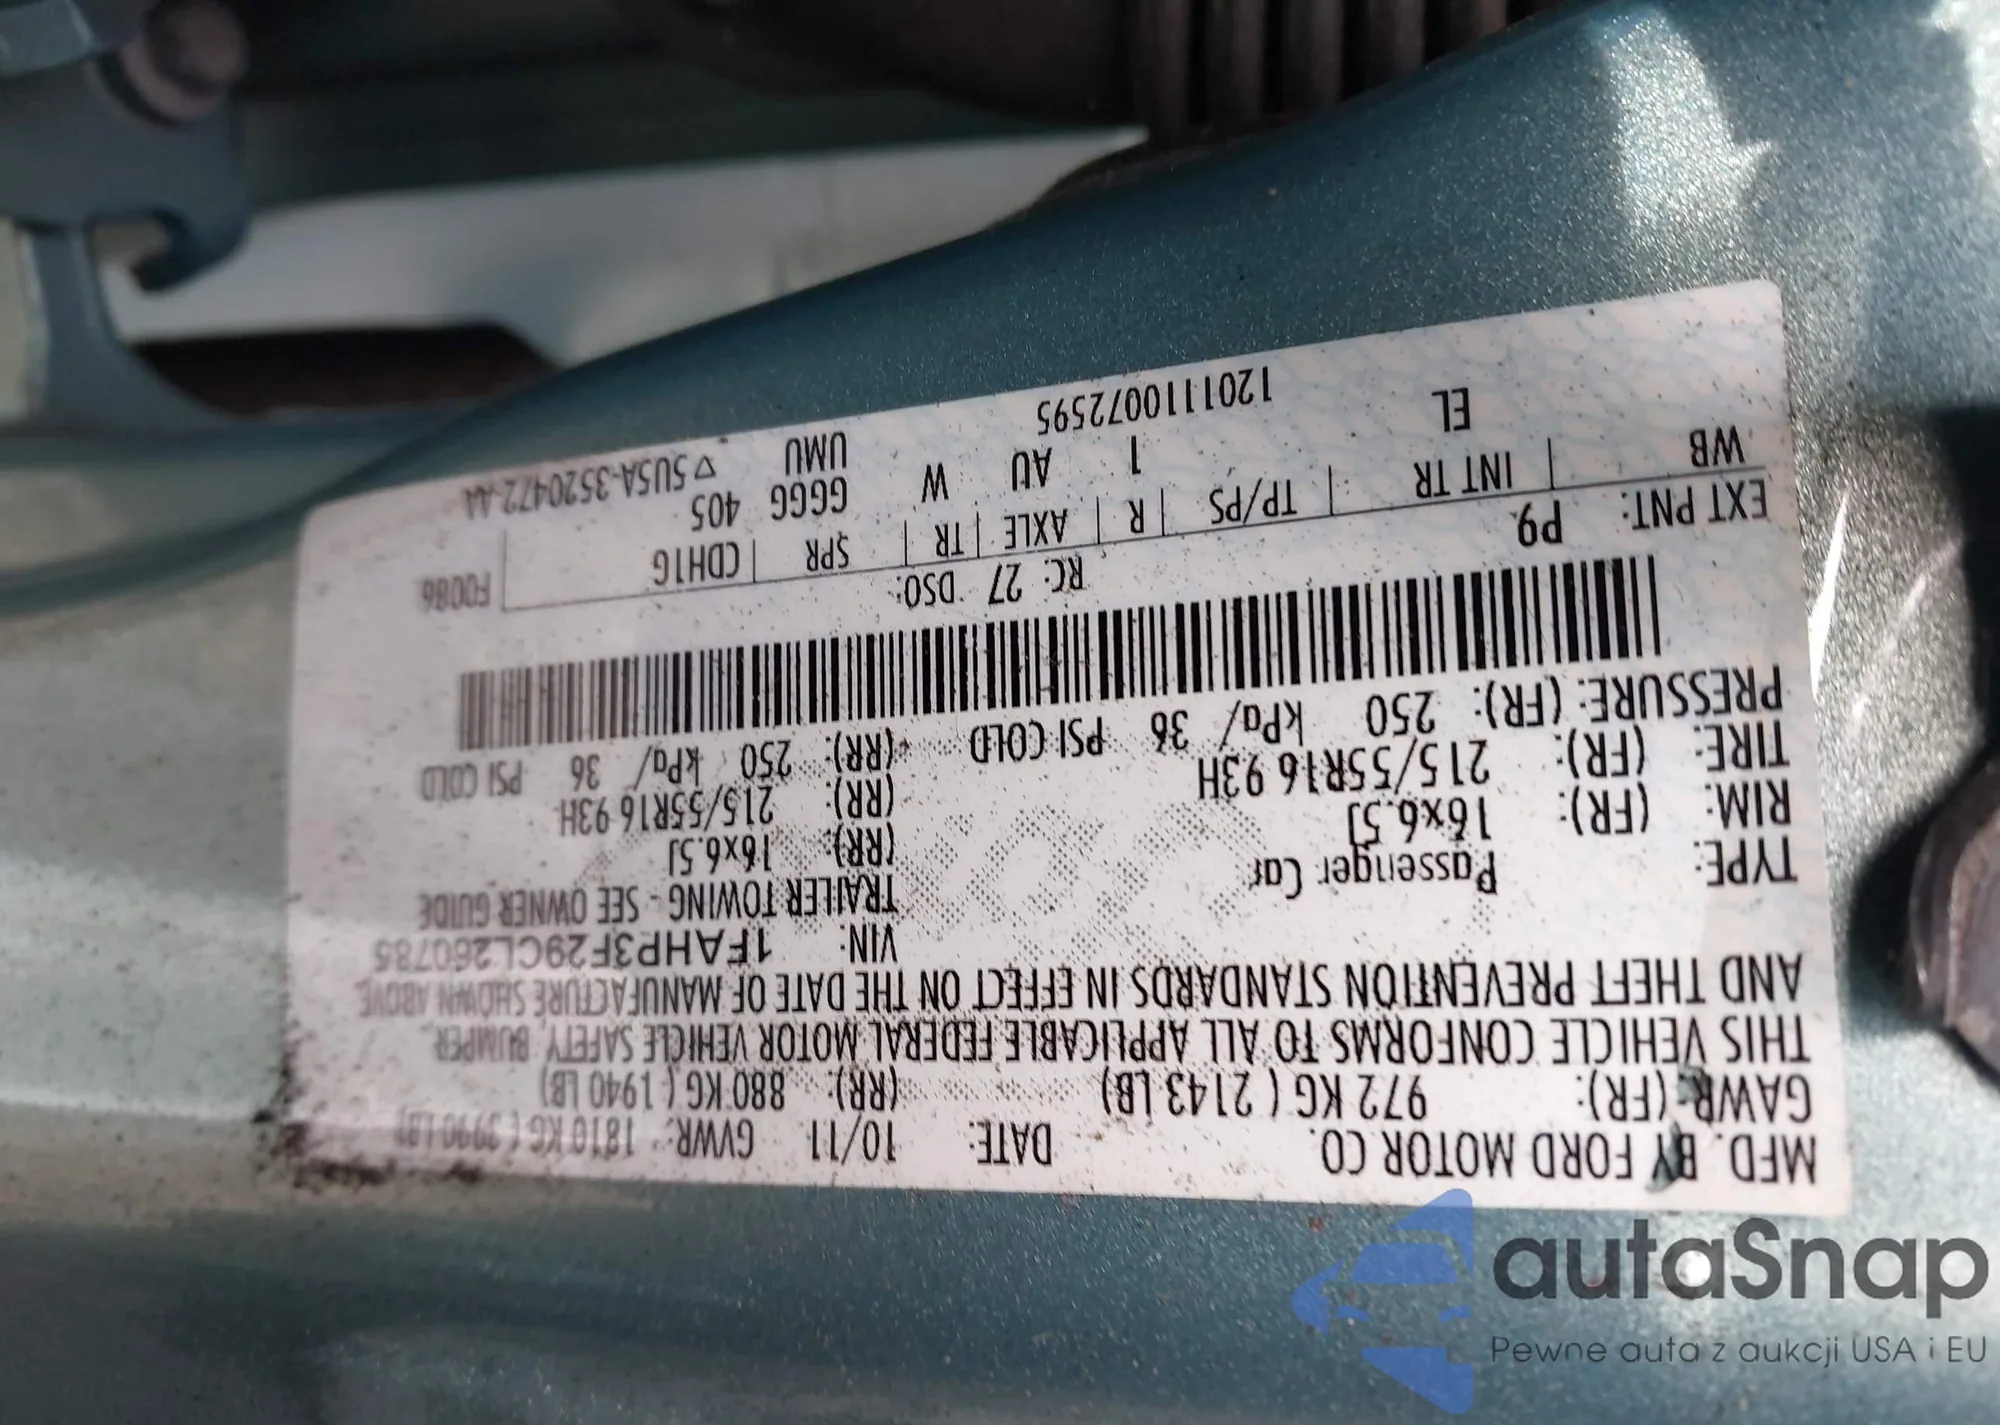 MFD. BY FORD MOTOR CO. DATE: 10/11 GVWR: 1810 KG ( 3990 LB)
GAWR: (FR): 972 KG ( 2143 LB) (RR): 880 KG ( 1940 LB)
THIS VEHICLE CONFORMS TO ALL APPLICABLE FEDERAL MOTOR VEHICLE SAFETY, BUMPER,
AND THEFT PREVENTION STANDARDS IN EFFECT ON THE DATE OF MANUFACTURE SHOWN ABOVE
VIN: 1FAHP3F29CL260785
TYPE: Passenger Car TRAILER TOWING - SEE OWNER GUIDE
RIM: (FR): 16x6.5J (RR): 16x6.5J
TIRE: (FR): 215/55R16 93H (RR): 215/55R16 93H
PRESSURE: (FR): 250 kPa/ 36 PSI COLD (RR): 250 kPa/ 36 PSI COLD
EXT PNT: P9 RC: 27 DSO: F0086
WB INT TR TP/PS R AXLE TR SPR CDH1G
EL 1 AU W GGGG 405
UMU
1201110072595 ▽ 5U5A-3520472-AA
autaSnap
Pewne auta z aukcji USA i EU